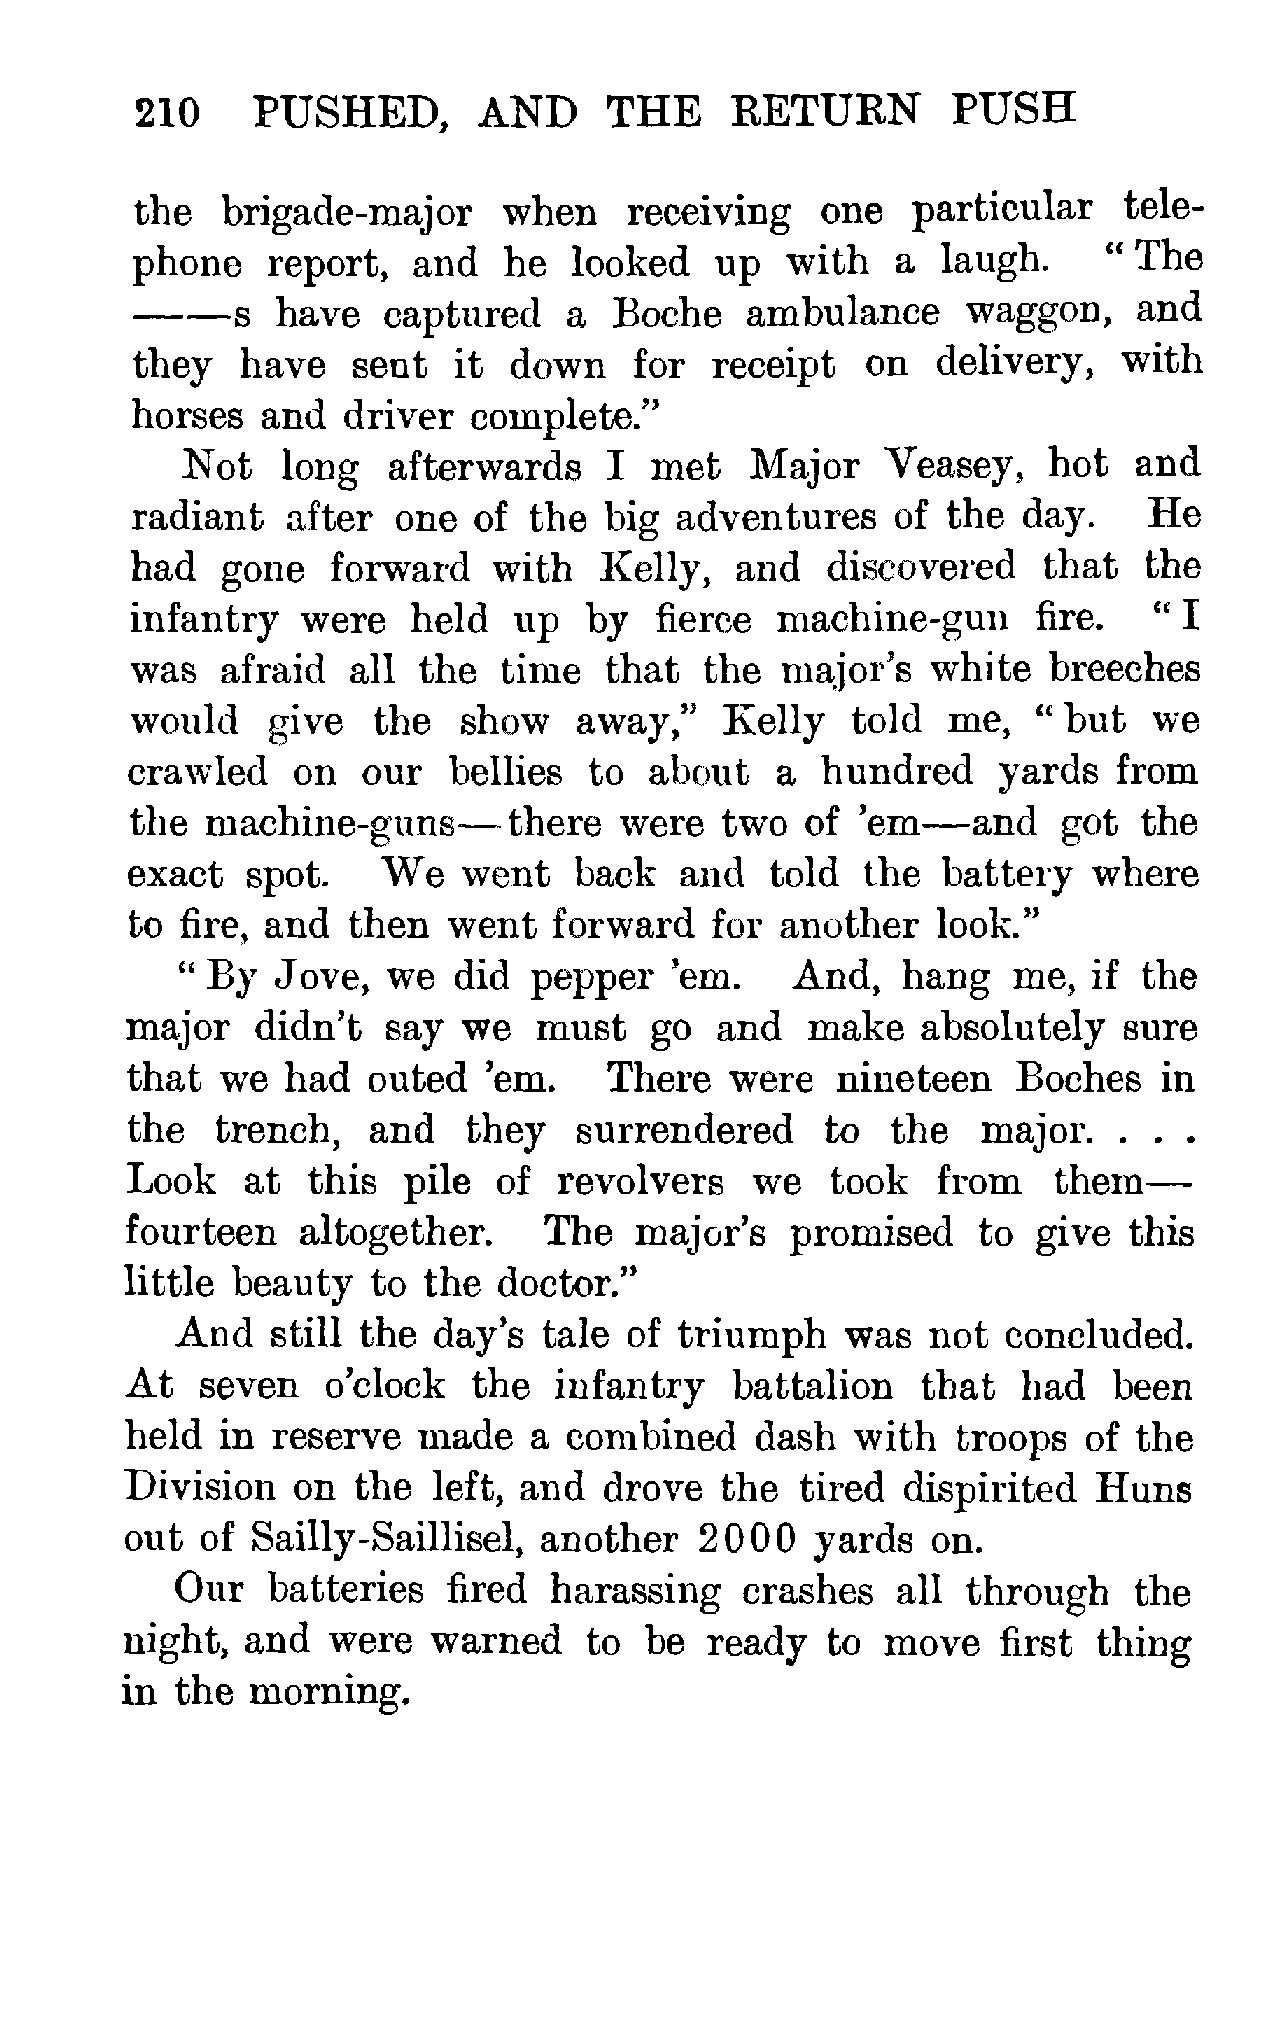 210 PUSHED, AND THE RETURN PUSH
the brigade-major when receiving one particular tele-
phone report, and he looked up with a laugh. “The
——s have captured a Boche ambulance waggon, and
they have sent it down for receipt on delivery, with
horses and driver complete.”
Not long afterwards I met Major Veasey, hot and
radiant after one of the big adventures of the day. He
had gone forward with Kelly, and discovered that the
infantry were held up by fierce machine-gun fire. “I
was afraid all the time that the major’s white breeches
would give the show away,” Kelly told me, “but we
crawled on our bellies to about a hundred yards from
the machine-guns—there were two of ’em—and got the
exact spot. We went back and told the battery where
to fire, and then went forward for another look.”
“By Jove, we did pepper ’em. And, hang me, if the
major didn’t say we must go and make absolutely sure
that we had outed ’em. There were nineteen Boches in
the trench, and they surrendered to the major. . . .
Look at this pile of revolvers we took from them—
fourteen altogether. The major’s promised to give this
little beauty to the doctor.”
And still the day’s tale of triumph was not concluded.
At seven o’clock the infantry battalion that had been
held in reserve made a combined dash with troops of the
Division on the left, and drove the tired dispirited Huns
out of Sailly-Saillisel, another 2000 yards on.
Our batteries fired harassing crashes all through the
night, and were warned to be ready to move first thing
in the morning.